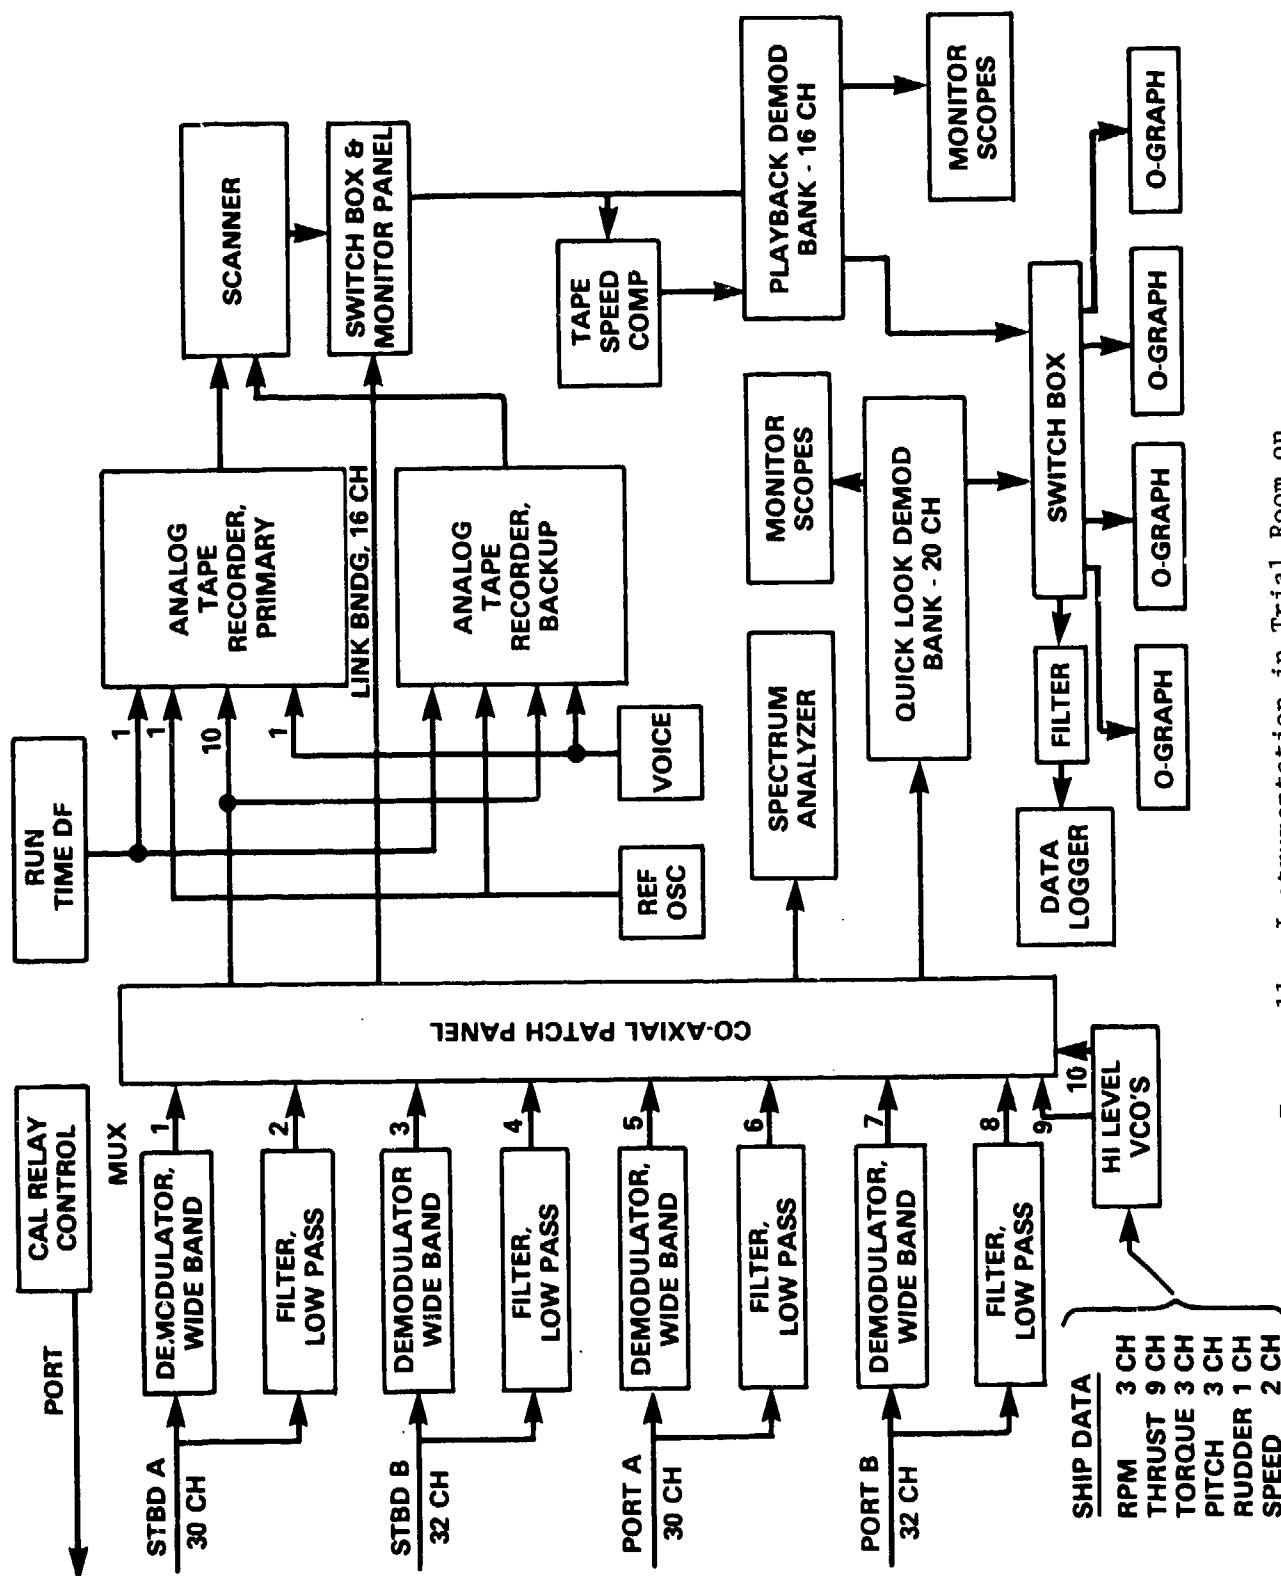 CAL RELAY
CONTROL
PORT
MUX
STBD A
30 CH
DEMODULATOR,
WIDE BAND
1
FILTER,
LOW PASS
2
STBD B
32 CH
DEMODULATOR
WIDE BAND
3
FILTER,
LOW PASS
4
PORT A
30 CH
DEMODULATOR,
WIDE BAND
5
FILTER,
LOW PASS
6
PORT B
32 CH
DEMODULATOR,
WIDE BAND
7
FILTER,
LOW PASS
8
9
10
HI LEVEL
VCO'S
SHIP DATA
RPM 3 CH
THRUST 9 CH
TORQUE 3 CH
PITCH 3 CH
RUDDER 1 CH
SPEED 2 CH
CO-AXIAL PATCH PANEL
RUN
TIME DF
1
1
10
1
REF
OSC
VOICE
ANALOG
TAPE
RECORDER,
PRIMARY
LINK BNDG, 16 CH
ANALOG
TAPE
RECORDER,
BACKUP
SCANNER
SWITCH BOX &
MONITOR PANEL
TAPE
SPEED
COMP
PLAYBACK DEMOD
BANK - 16 CH
MONITOR
SCOPES
SPECTRUM
ANALYZER
MONITOR
SCOPES
QUICK LOOK DEMOD
BANK - 20 CH
SWITCH BOX
FILTER
DATA
LOGGER
O-GRAPH
O-GRAPH
O-GRAPH
O-GRAPH
Instrumentation in Trial Room on